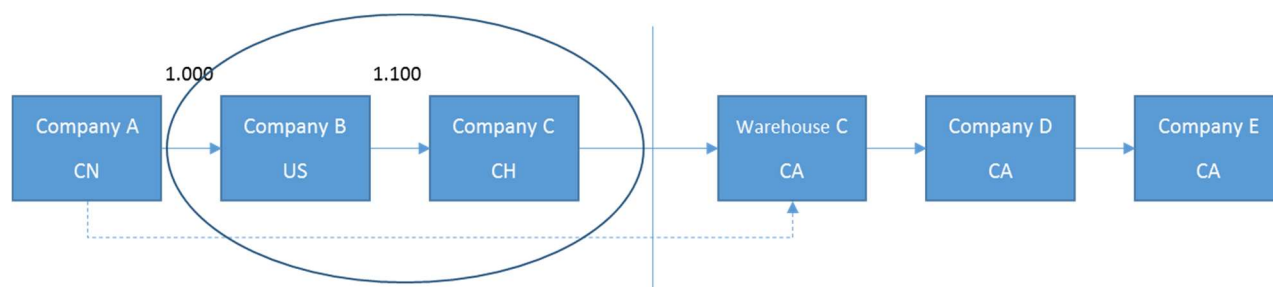 1.000
1.100
Company A
CN
Company B
US
Company C
CH
Warehouse C
CA
Company D
CA
Company E
CA